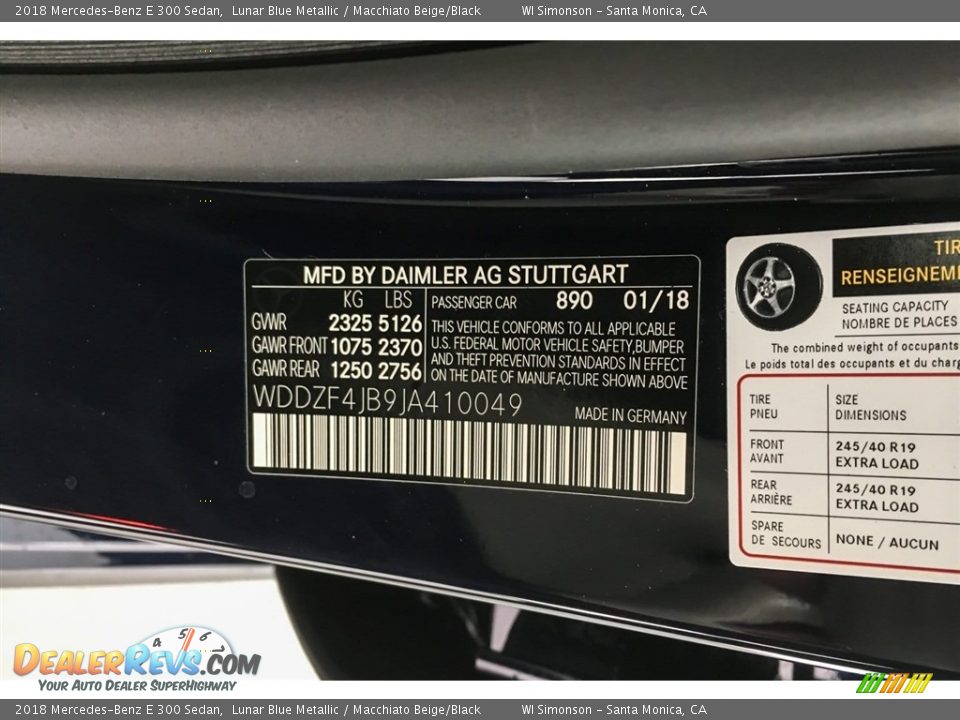 2018 Mercedes-Benz E 300 Sedan, Lunar Blue Metallic / Macchiato Beige/Black WI Simonson - Santa Monica, CA
MFD BY DAIMLER AG STUTTGART
KG LBS
GVWR 2325 5126
GAWR FRONT 1075 2370
GAWR REAR 1250 2756
PASSENGER CAR 890 01/18
THIS VEHICLE CONFORMS TO ALL APPLICABLE
U.S. FEDERAL MOTOR VEHICLE SAFETY,BUMPER
AND THEFT PREVENTION STANDARDS IN EFFECT
ON THE DATE OF MANUFACTURE SHOWN ABOVE
WDDZF4JB9JA410049
MADE IN GERMANY
TIR
RENSEIGNEM
SEATING CAPACITY
NOMBRE DE PLACES
The combined weight of occupants
Le poids total des occupants et du charg
TIRE SIZE
PNEU DIMENSIONS
FRONT 245/40 R19
AVANT EXTRA LOAD
REAR 245/40 R19
ARRIÈRE EXTRA LOAD
SPARE NONE / AUCUN
DE SECOURS
4 5 6
DEALERREVS.COM
YOUR AUTO DEALER SUPERHIGHWAY
2018 Mercedes-Benz E 300 Sedan, Lunar Blue Metallic / Macchiato Beige/Black WI Simonson - Santa Monica, CA